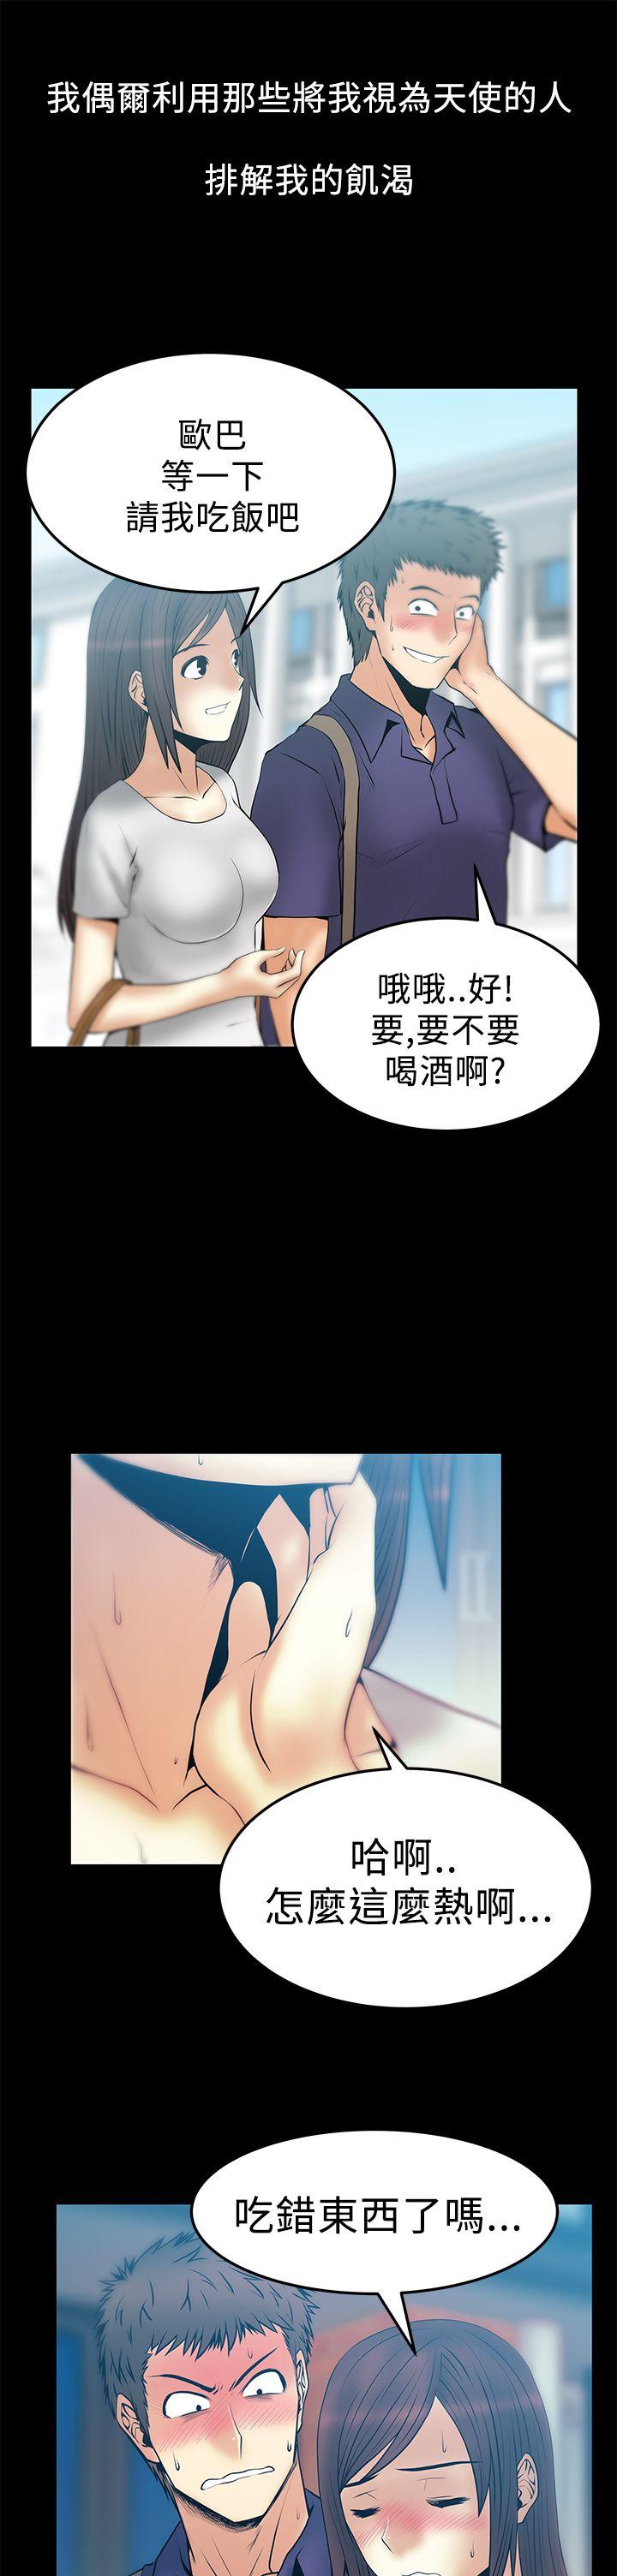 我偶爾利用那些將我視為天使的人
排解我的飢渴
歐巴
等一下
請我吃飯吧
哦哦..好!
要,要不要
喝酒啊?
哈啊..
怎麼這麼熱啊...
吃錯東西了嗎...